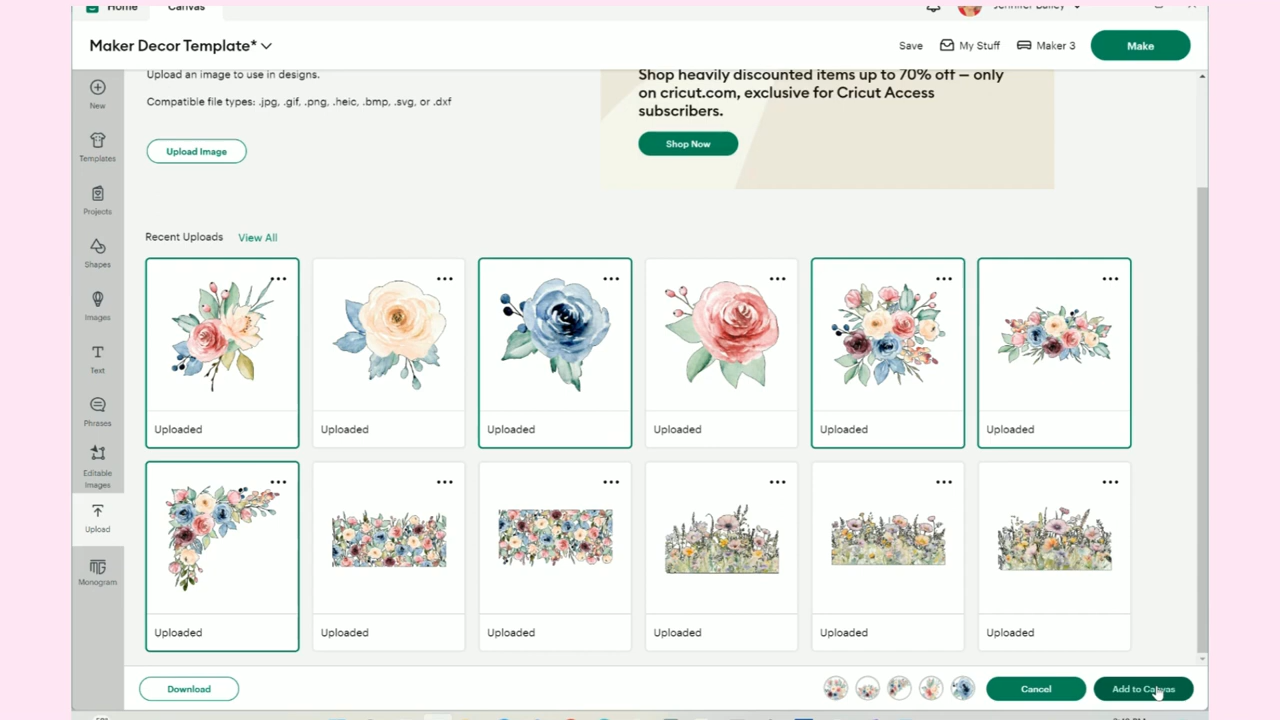 Home
Canvas
Maker Decor Template*
Save
My Stuff
Maker 3
Make
New
Templates
Projects
Shapes
Images
Text
Phrases
Editable
Images
Upload
Monogram
Upload an image to use in designs.
Compatible file types: .jpg, .gif, .png, .heic, .bmp, .svg, or .dxf
Upload Image
Shop heavily discounted items up to 70% off — only
on cricut.com, exclusive for Cricut Access
subscribers.
Shop Now
Recent Uploads
View All
Uploaded
Uploaded
Uploaded
Uploaded
Uploaded
Uploaded
Uploaded
Uploaded
Uploaded
Uploaded
Uploaded
Uploaded
Download
Cancel
Add to Canvas